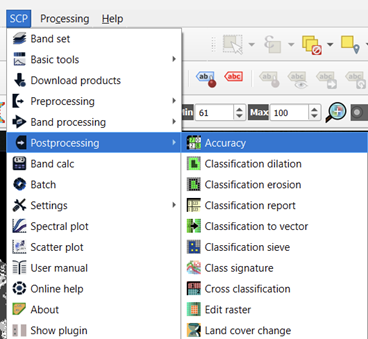 SCP Processing Help
Band set
Basic tools
Download products
Preprocessing
Band processing
Postprocessing
Band calc
Batch
Settings
Spectral plot
Scatter plot
User manual
Online help
About
Show plugin
abc abc
61 Max 100
Accuracy
Classification dilation
Classification erosion
Classification report
Classification to vector
Classification sieve
Class signature
Cross classification
Edit raster
Land cover change